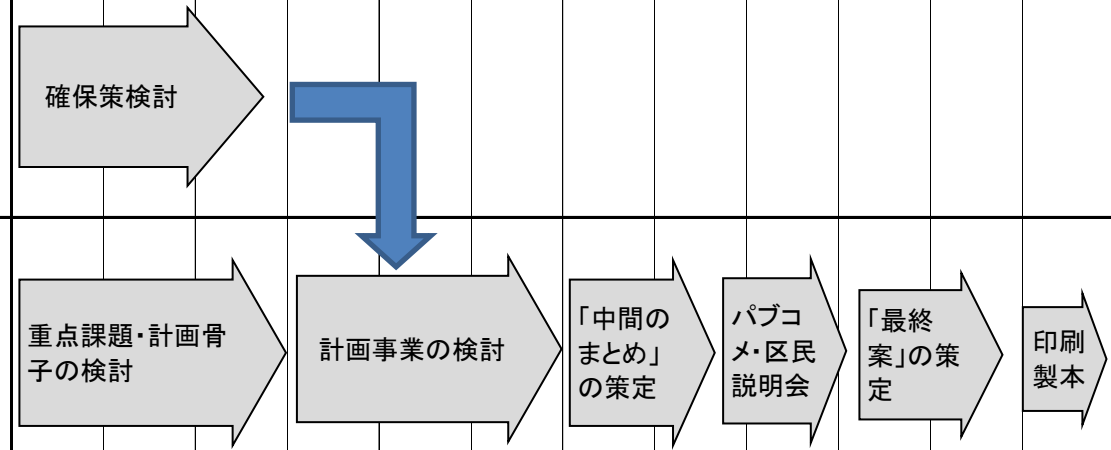 確保策検討
重点課題・計画骨
子の検討
計画事業の検討
「中間の
まとめ」
の策定
パブコ
メ・区民
説明会
「最終
案」の策
定
印刷
製本